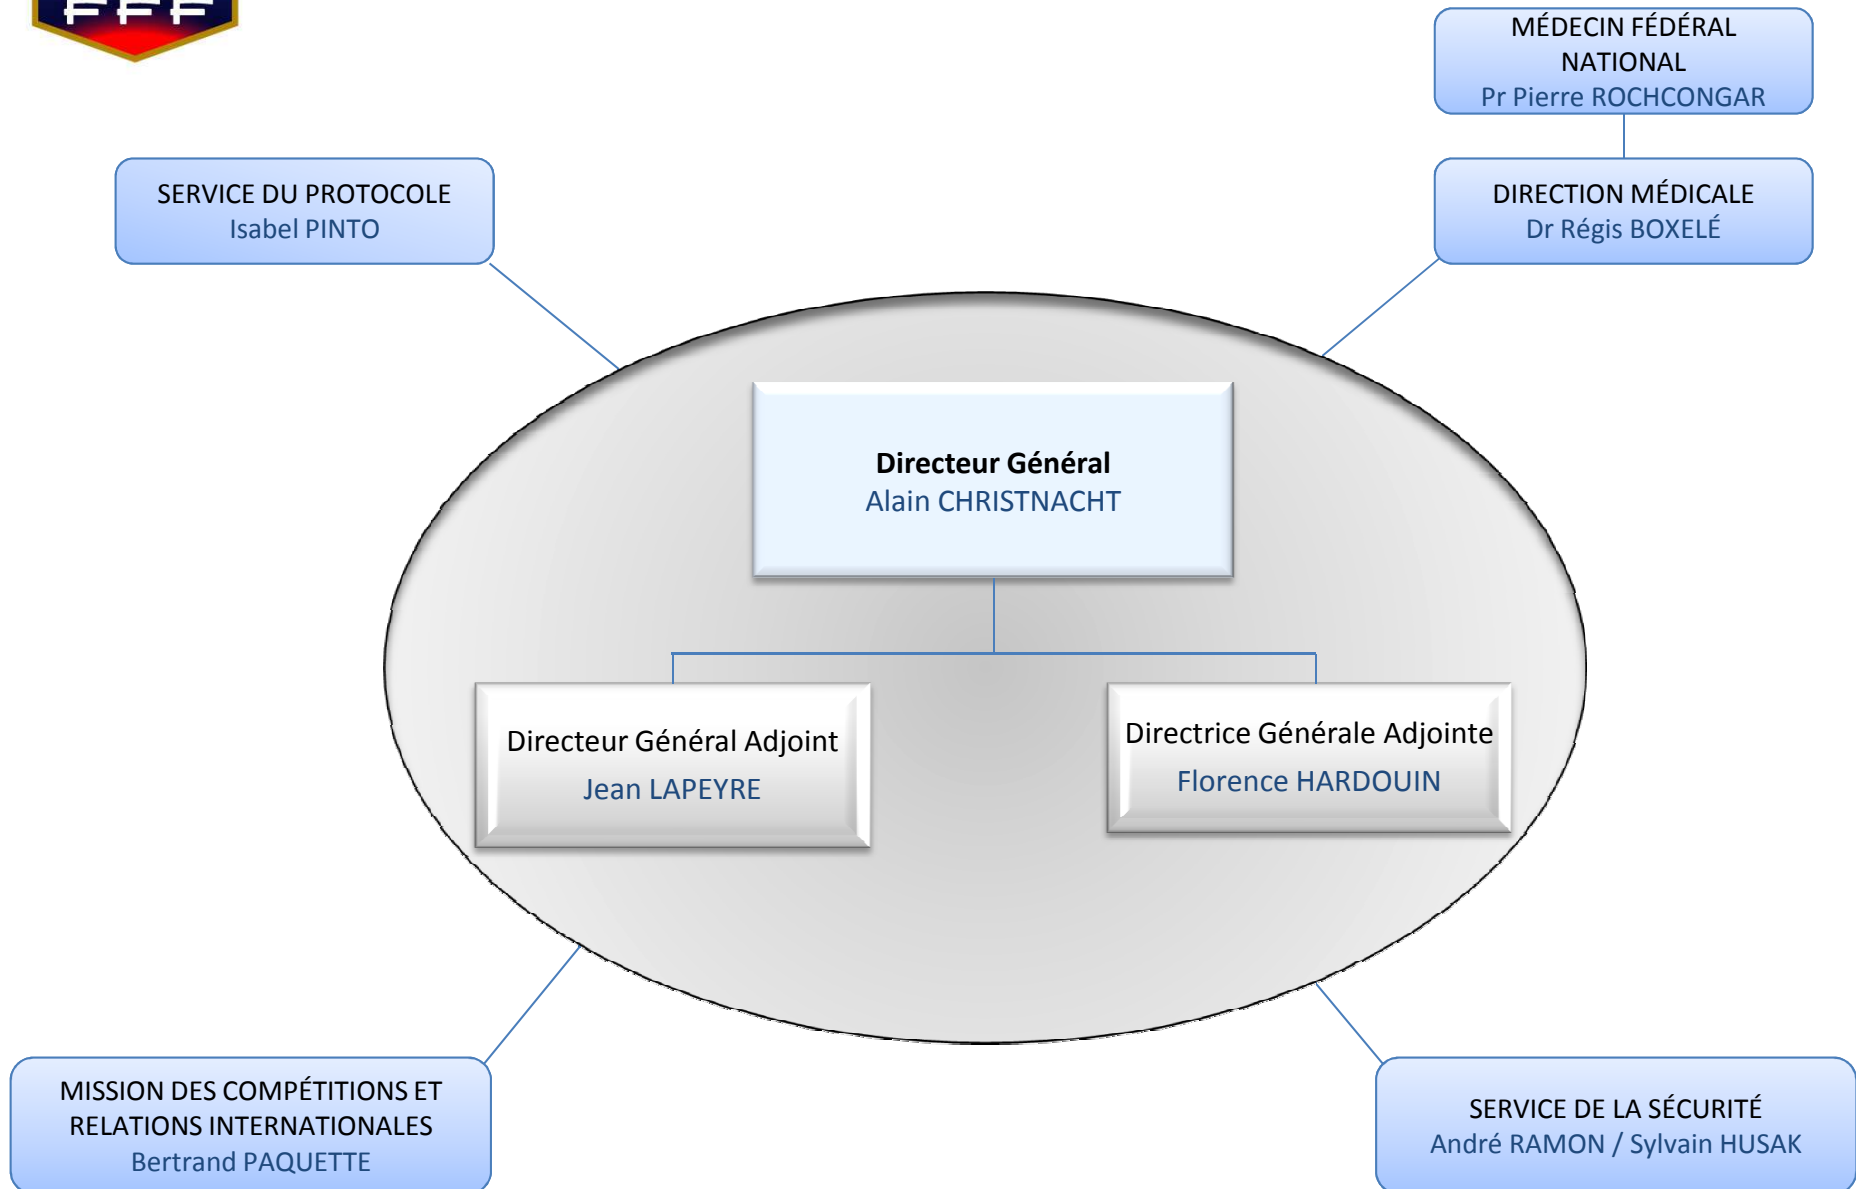 FFF
MÉDECIN FÉDÉRAL
NATIONAL
Pr Pierre ROCHCONGAR
SERVICE DU PROTOCOLE
Isabel PINTO
DIRECTION MÉDICALE
Dr Régis BOXELÉ
Directeur Général
Alain CHRISTNACHT
Directeur Général Adjoint
Jean LAPEYRE
Directrice Générale Adjointe
Florence HARDOUIN
MISSION DES COMPÉTITIONS ET
RELATIONS INTERNATIONALES
Bertrand PAQUETTE
SERVICE DE LA SÉCURITÉ
André RAMON / Sylvain HUSAK